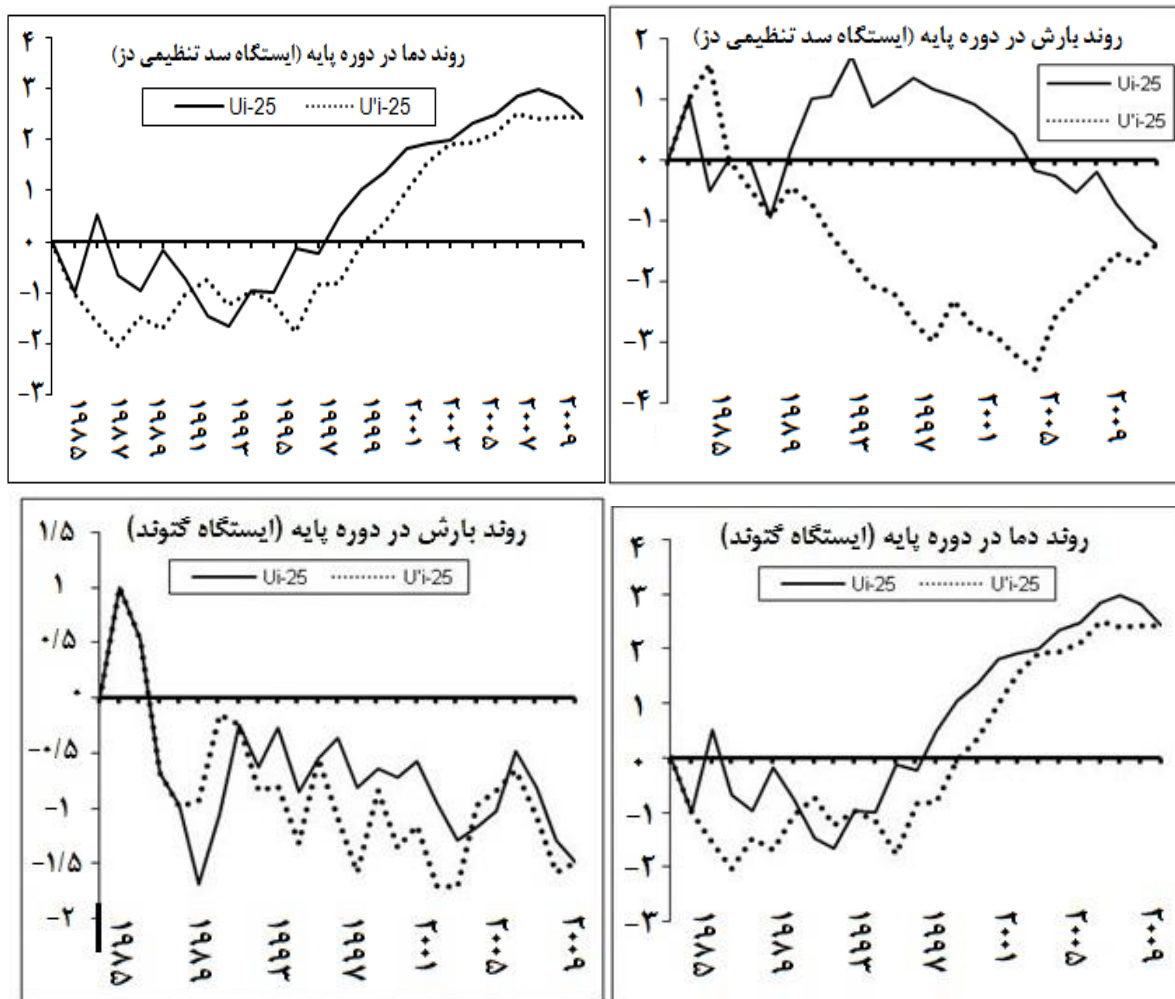 روند دما در دوره پایه (ایستگاه سد تنظیمی دز)
Ui-25 U'i-25
۴
۳
۲
۱
۰
-۱
-۲
-۳
۱۹۸۵ ۱۹۸۷ ۱۹۸۹ ۱۹۹۱ ۱۹۹۳ ۱۹۹۵ ۱۹۹۷ ۱۹۹۹ ۲۰۰۱ ۲۰۰۳ ۲۰۰۵ ۲۰۰۷ ۲۰۰۹
روند بارش در دوره پایه (ایستگاه سد تنظیمی دز)
Ui-25
U'i-25
۲
۱
۰
-۱
-۲
-۳
-۴
۱۹۸۵ ۱۹۸۹ ۱۹۹۳ ۱۹۹۷ ۲۰۰۱ ۲۰۰۵ ۲۰۰۹
روند بارش در دوره پایه (ایستگاه گتوند)
Ui-25 U'i-25
۱/۵
۱
۰/۵
۰
-۰/۵
-۱
-۱/۵
-۲
۱۹۸۵ ۱۹۸۹ ۱۹۹۳ ۱۹۹۷ ۲۰۰۱ ۲۰۰۵ ۲۰۰۹
روند دما در دوره پایه (ایستگاه گتوند)
Ui-25 U'i-25
۴
۳
۲
۱
۰
-۱
-۲
-۳
۱۹۸۵ ۱۹۸۹ ۱۹۹۳ ۱۹۹۷ ۲۰۰۱ ۲۰۰۵ ۲۰۰۹